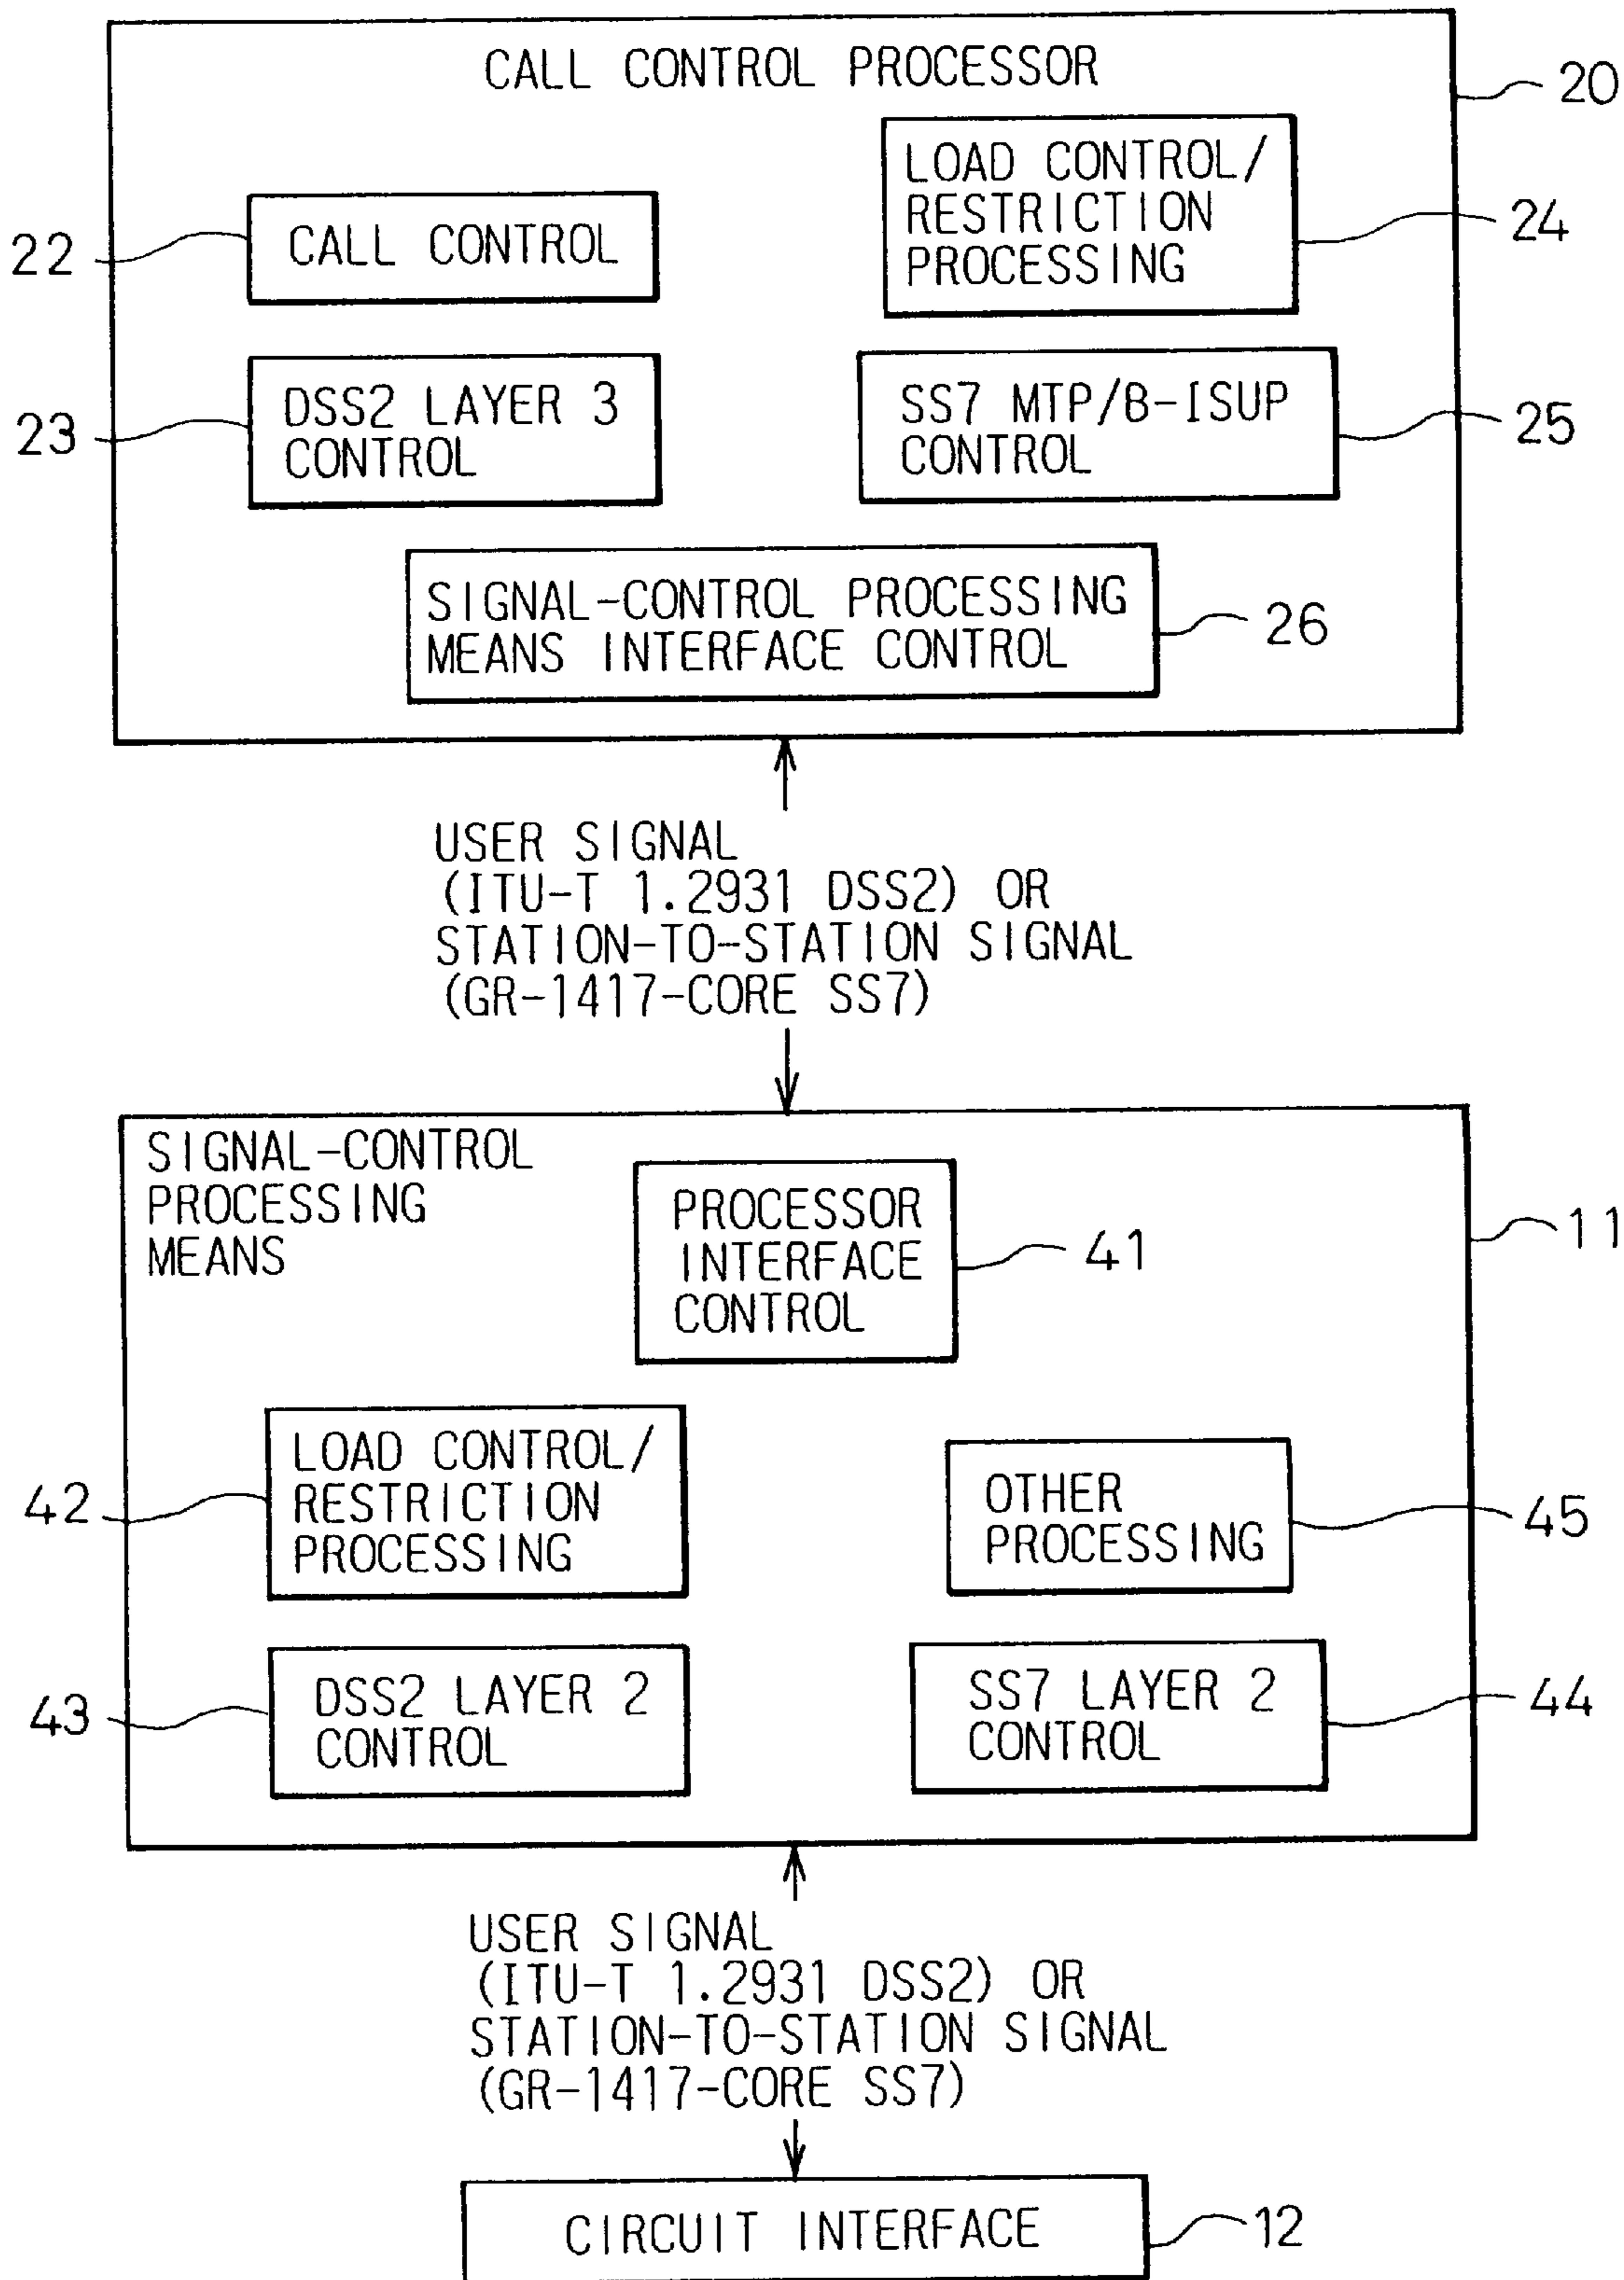 CALL CONTROL PROCESSOR
20
LOAD CONTROL/
RESTRICTION
PROCESSING
24
22
CALL CONTROL
23
DSS2 LAYER 3
CONTROL
SS7 MTP/B-ISUP
CONTROL
25
SIGNAL-CONTROL PROCESSING
MEANS INTERFACE CONTROL
26
USER SIGNAL
(ITU-T 1.2931 DSS2) OR
STATION-TO-STATION SIGNAL
(GR-1417-CORE SS7)
SIGNAL-CONTROL
PROCESSING
MEANS
11
PROCESSOR
INTERFACE
CONTROL
41
42
LOAD CONTROL/
RESTRICTION
PROCESSING
OTHER
PROCESSING
45
43
DSS2 LAYER 2
CONTROL
SS7 LAYER 2
CONTROL
44
USER SIGNAL
(ITU-T 1.2931 DSS2) OR
STATION-TO-STATION SIGNAL
(GR-1417-CORE SS7)
CIRCUIT INTERFACE
12